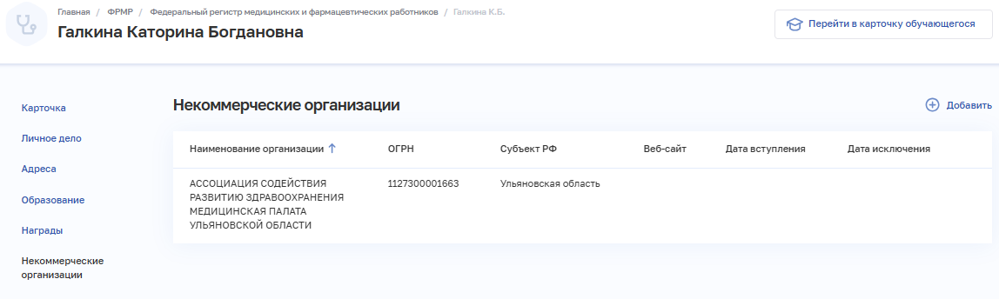 Главная / ФРМР / Федеральный регистр медицинских и фармацевтических работников / Галкина К.Б.
Галкина Каторина Богдановна
Перейти в карточку обучающегося
Карточка
Личное дело
Адреса
Образование
Награды
Некоммерческие
организации
Некоммерческие организации
Добавить
Наименование организации ↑ ОГРН Субъект РФ Веб-сайт Дата вступления Дата исключения
АССОЦИАЦИЯ СОДЕЙСТВИЯ 1127300001663 Ульяновская область
РАЗВИТИЮ ЗДРАВООХРАНЕНИЯ
МЕДИЦИНСКАЯ ПАЛАТА
УЛЬЯНОВСКОЙ ОБЛАСТИ